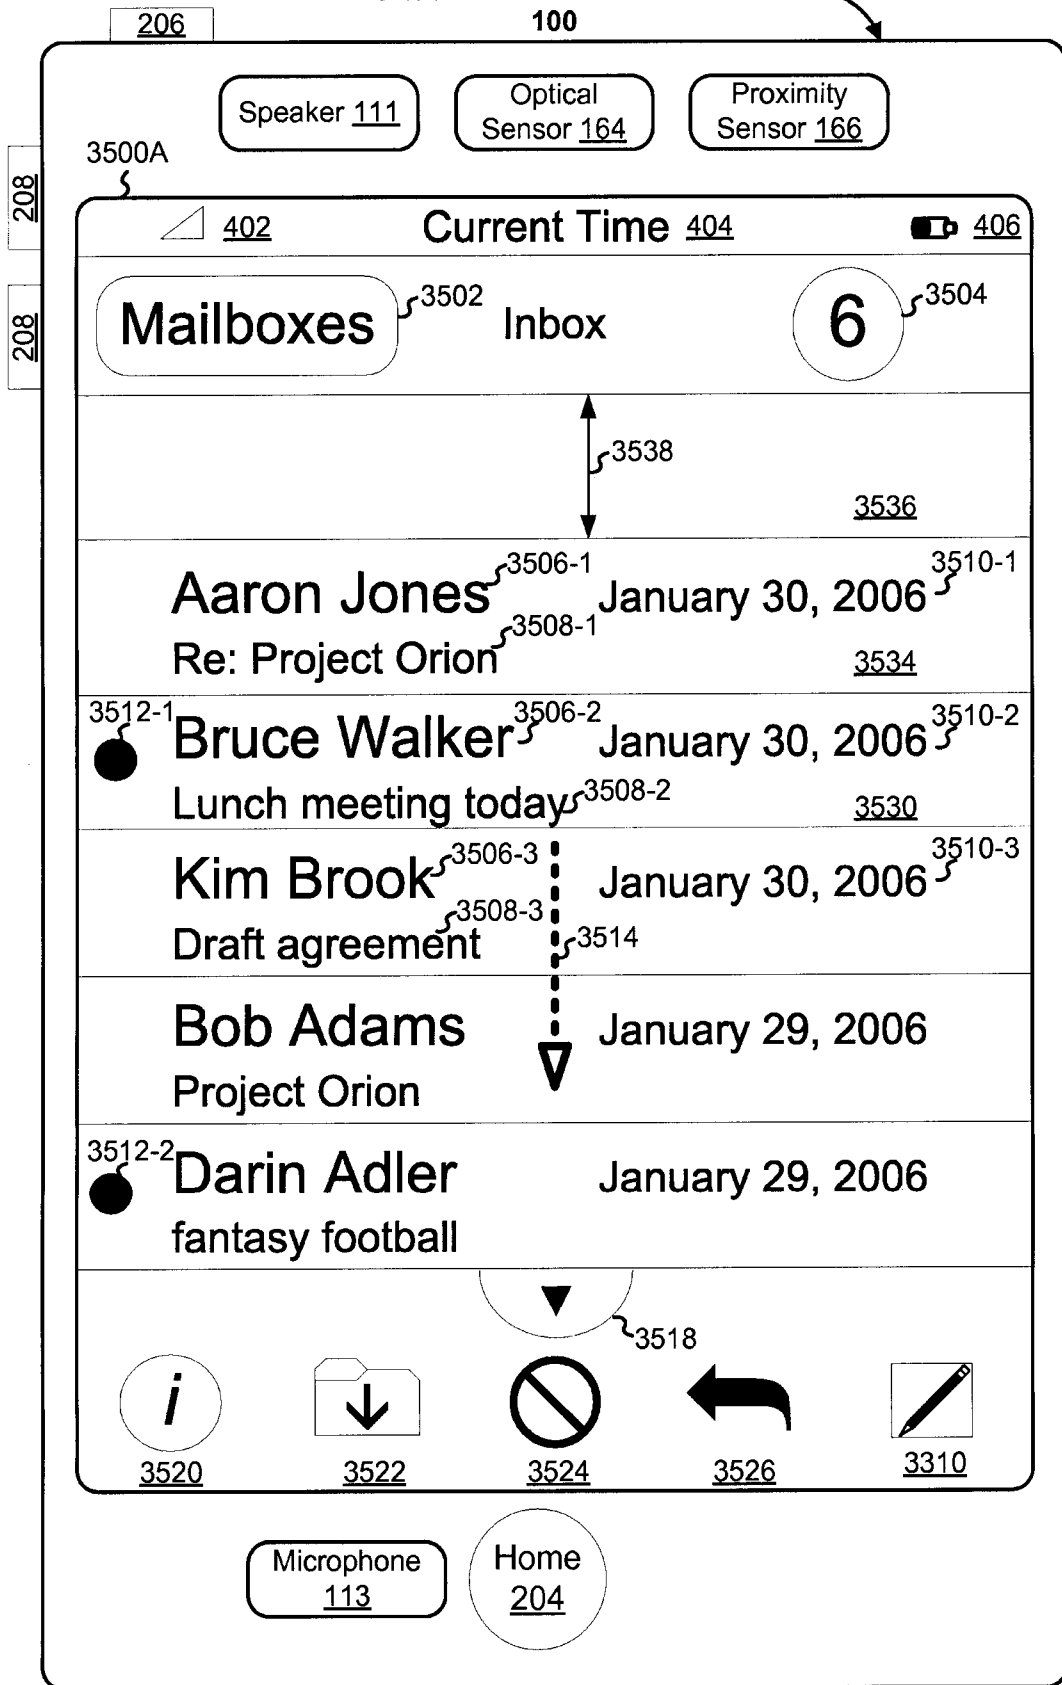 206
100
Speaker 111
Optical
Sensor 164
Proximity
Sensor 166
3500A
208
402
Current Time 404
406
208
Mailboxes
3502
Inbox
6
3504
3538
3536
3506-1
3510-1
Aaron Jones
January 30, 2006
3508-1
Re: Project Orion
3534
3512-1
3506-2
3510-2
Bruce Walker
January 30, 2006
Lunch meeting today
3508-2
3530
3506-3
3510-3
Kim Brook
January 30, 2006
3508-3
Draft agreement
3514
Bob Adams
January 29, 2006
Project Orion
3512-2
Darin Adler
January 29, 2006
fantasy football
3518
i
3520
3522
3524
3526
3310
Microphone
113
Home
204